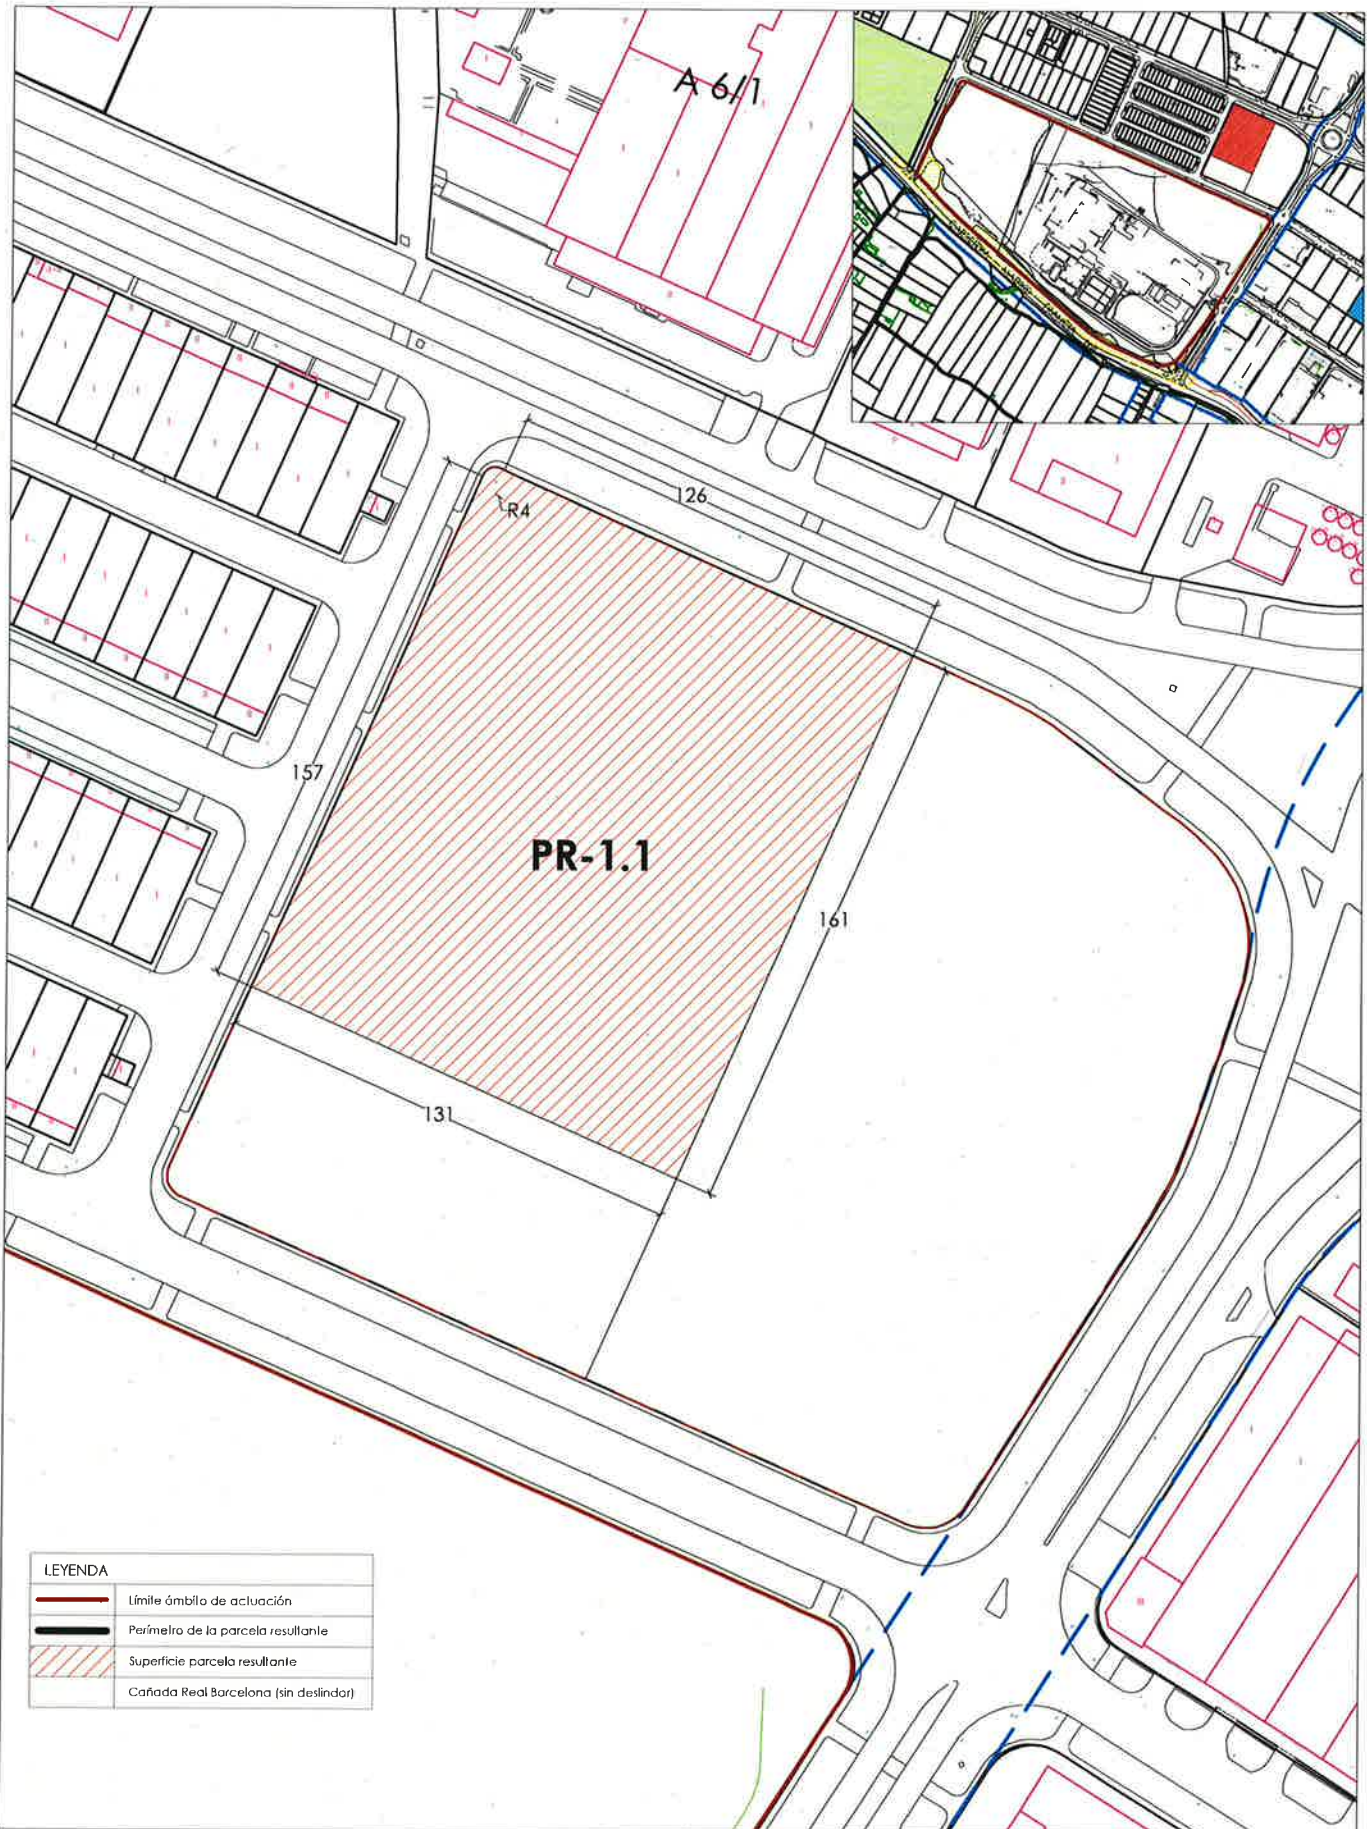 A 6/1
126
R4
157
PR-1.1
161
131
LEYENDA
Límite ámbito de actuación
Perímetro de la parcela resultante
Superficie parcela resultante
Cañada Real Barcelona (sin deslindar)